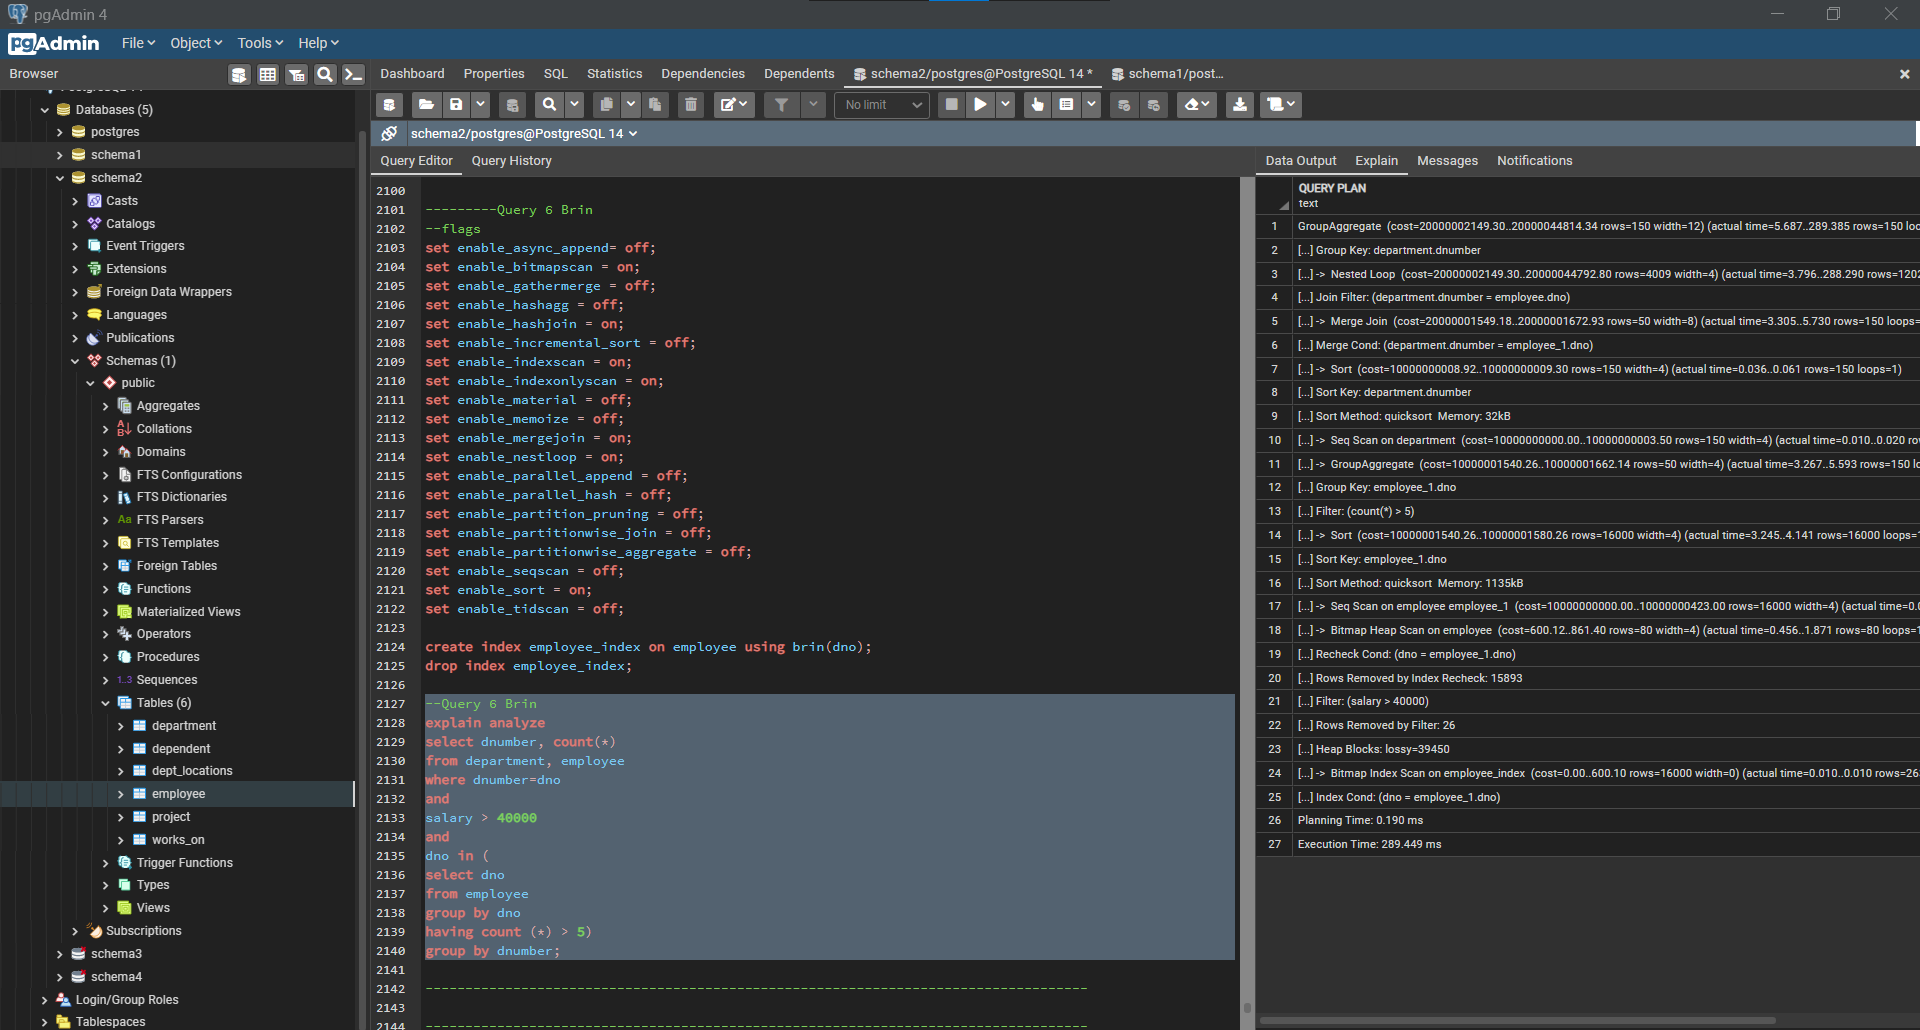 pgAdmin 4
pgAdmin File Object Tools Help
Browser
Dashboard Properties SQL Statistics Dependencies Dependents schema2/postgres@PostgreSQL 14 * schema1/post...
No limit
schema2/postgres@PostgreSQL 14
Databases (5)
postgres
schema1
schema2
Casts
Catalogs
Event Triggers
Extensions
Foreign Data Wrappers
Languages
Publications
Schemas (1)
public
Aggregates
Collations
Domains
FTS Configurations
FTS Dictionaries
Aa FTS Parsers
FTS Templates
Foreign Tables
Functions
Materialized Views
Operators
Procedures
1..3 Sequences
Tables (6)
department
dependent
dept_locations
employee
project
works_on
Trigger Functions
Types
Views
Subscriptions
schema3
schema4
Login/Group Roles
Tablespaces
Query Editor Query History
2100
2101 ---------Query 6 Brin
2102 --flags
2103 set enable_async_append= off;
2104 set enable_bitmapscan = on;
2105 set enable_gathermerge = off;
2106 set enable_hashagg = off;
2107 set enable_hashjoin = on;
2108 set enable_incremental_sort = off;
2109 set enable_indexscan = on;
2110 set enable_indexonlyscan = on;
2111 set enable_material = off;
2112 set enable_memoize = off;
2113 set enable_mergejoin = on;
2114 set enable_nestloop = on;
2115 set enable_parallel_append = off;
2116 set enable_parallel_hash = off;
2117 set enable_partition_pruning = off;
2118 set enable_partitionwise_join = off;
2119 set enable_partitionwise_aggregate = off;
2120 set enable_seqscan = off;
2121 set enable_sort = on;
2122 set enable_tidscan = off;
2123
2124 create index employee_index on employee using brin(dno);
2125 drop index employee_index;
2126
2127 --Query 6 Brin
2128 explain analyze
2129 select dnumber, count(*)
2130 from department, employee
2131 where dnumber=dno
2132 and
2133 salary > 40000
2134 and
2135 dno in (
2136 select dno
2137 from employee
2138 group by dno
2139 having count (*) > 5)
2140 group by dnumber;
2141
2142 -----------------------------------------------------------------------------------
2143
2144 -----------------------------------------------------------------------------------
Data Output Explain Messages Notifications
QUERY PLAN
text
1 GroupAggregate (cost=20000002149.30..20000044814.34 rows=150 width=12) (actual time=5.687..289.385 rows=150 loo
2 [...] Group Key: department.dnumber
3 [...] -> Nested Loop (cost=20000002149.30..20000044792.80 rows=4009 width=4) (actual time=3.796..288.290 rows=1202
4 [...] Join Filter: (department.dnumber = employee.dno)
5 [...] -> Merge Join (cost=20000001549.18..20000001672.93 rows=50 width=8) (actual time=3.305..5.730 rows=150 loops=
6 [...] Merge Cond: (department.dnumber = employee_1.dno)
7 [...] -> Sort (cost=10000000008.92..10000000009.30 rows=150 width=4) (actual time=0.036..0.061 rows=150 loops=1)
8 [...] Sort Key: department.dnumber
9 [...] Sort Method: quicksort Memory: 32kB
10 [...] -> Seq Scan on department (cost=10000000000.00..10000000003.50 rows=150 width=4) (actual time=0.010..0.020 ro
11 [...] -> GroupAggregate (cost=10000001540.26..10000001662.14 rows=50 width=4) (actual time=3.267..5.593 rows=150 lo
12 [...] Group Key: employee_1.dno
13 [...] Filter: (count(*) > 5)
14 [...] -> Sort (cost=10000001540.26..10000001580.26 rows=16000 width=4) (actual time=3.245..4.141 rows=16000 loops=1
15 [...] Sort Key: employee_1.dno
16 [...] Sort Method: quicksort Memory: 1135kB
17 [...] -> Seq Scan on employee employee_1 (cost=10000000000.00..10000000423.00 rows=16000 width=4) (actual time=0.0
18 [...] -> Bitmap Heap Scan on employee (cost=600.12..861.40 rows=80 width=4) (actual time=0.456..1.871 rows=80 loops=1
19 [...] Recheck Cond: (dno = employee_1.dno)
20 [...] Rows Removed by Index Recheck: 15893
21 [...] Filter: (salary > 40000)
22 [...] Rows Removed by Filter: 26
23 [...] Heap Blocks: lossy=39450
24 [...] -> Bitmap Index Scan on employee_index (cost=0.00..600.10 rows=16000 width=0) (actual time=0.010..0.010 rows=26
25 [...] Index Cond: (dno = employee_1.dno)
26 Planning Time: 0.190 ms
27 Execution Time: 289.449 ms